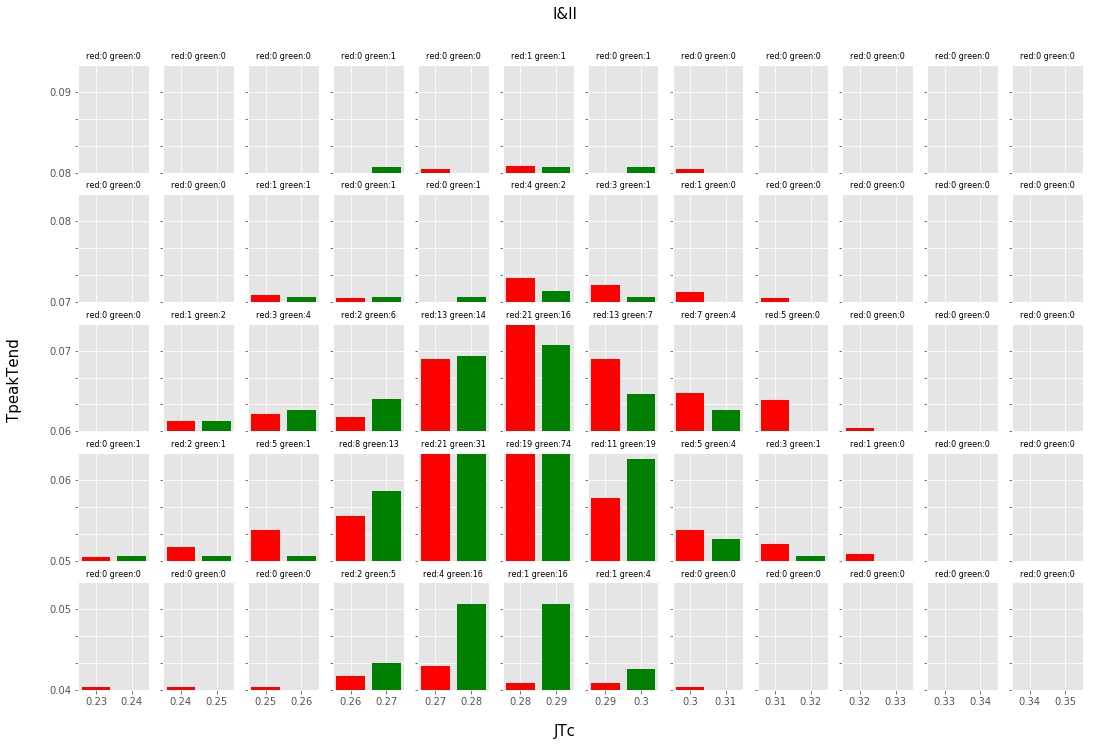 I&II
red:0 green:0 red:0 green:0 red:0 green:0 red:0 green:1 red:0 green:0 red:1 green:1 red:0 green:1 red:0 green:0 red:0 green:0 red:0 green:0 red:0 green:0 red:0 green:0
0.09
0.08
red:0 green:0 red:0 green:0 red:1 green:1 red:0 green:1 red:0 green:1 red:4 green:2 red:3 green:1 red:1 green:0 red:0 green:0 red:0 green:0 red:0 green:0 red:0 green:0
0.08
0.07
red:0 green:0 red:1 green:2 red:3 green:4 red:2 green:6 red:13 green:14 red:21 green:16 red:13 green:7 red:7 green:4 red:5 green:0 red:0 green:0 red:0 green:0 red:0 green:0
0.07
TpeakTend
0.06
red:0 green:1 red:2 green:1 red:5 green:1 red:8 green:13 red:21 green:31 red:19 green:74 red:11 green:19 red:5 green:4 red:3 green:1 red:1 green:0 red:0 green:0 red:0 green:0
0.06
0.05
red:0 green:0 red:0 green:0 red:0 green:0 red:2 green:5 red:4 green:16 red:1 green:16 red:1 green:4 red:0 green:0 red:0 green:0 red:0 green:0 red:0 green:0 red:0 green:0
0.05
0.04
0.23 0.24 0.24 0.25 0.25 0.26 0.26 0.27 0.27 0.28 0.28 0.29 0.29 0.3 0.3 0.31 0.31 0.32 0.32 0.33 0.33 0.34 0.34 0.35
JTc